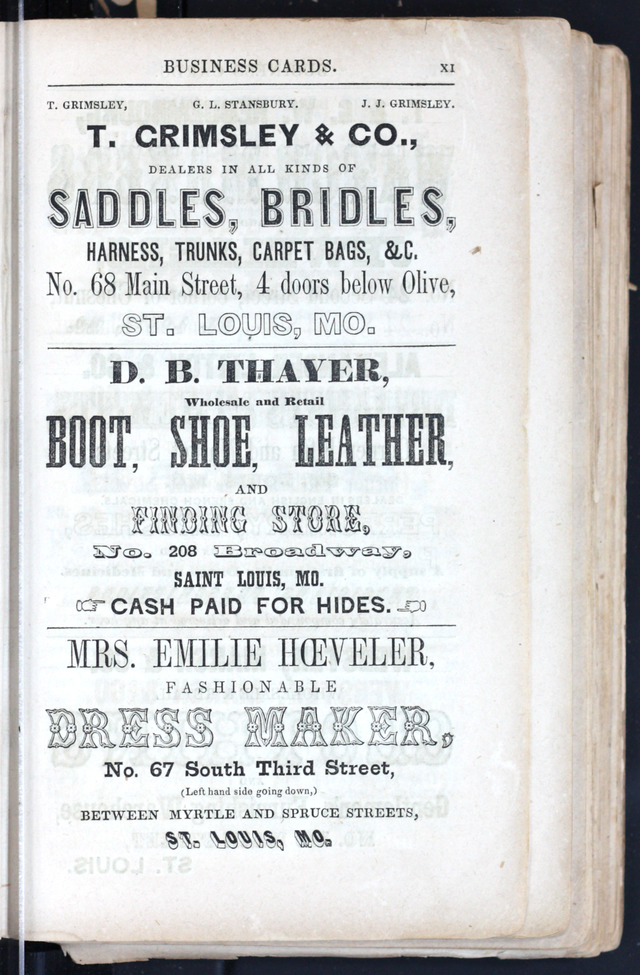 BUSINESS CARDS. XI
T. GRIMSLEY, G. L. STANSBURY. J. J. GRIMSLEY.
T. GRIMSLEY & CO.,
DEALERS IN ALL KINDS OF
SADDLES, BRIDLES,
HARNESS, TRUNKS, CARPET BAGS, &C.
No. 68 Main Street, 4 doors below Olive,
ST. LOUIS, MO.
D. B. THAYER,
Wholesale and Retail
BOOT, SHOE, LEATHER,
AND
FINDING STORE,
No. 208 Broadway,
SAINT LOUIS, MO.
☞ CASH PAID FOR HIDES. ☜
MRS. EMILIE HŒVELER,
FASHIONABLE
DRESS MAKER,
No. 67 South Third Street,
(Left hand side going down,)
BETWEEN MYRTLE AND SPRUCE STREETS,
ST. LOUIS, MO.